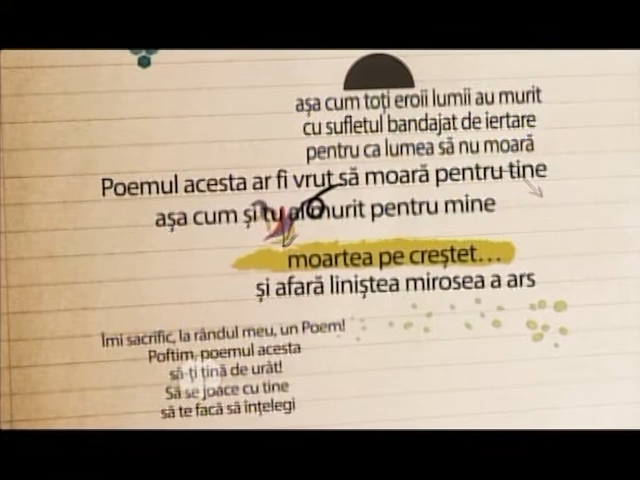 așa cum toți eroii lumii au murit
cu sufletul bandajat de iertare
pentru ca lumea să nu moară
Poemul acesta ar fi vrut să moară pentru tine
așa cum și tu ai murit pentru mine
moartea pe creștet...
și afară liniștea mirosea a ars
Îmi sacrific, la rândul meu, un Poem!
Poftim, poemul acesta
să-ți țină de urât!
Să se joace cu tine
să te facă să înțelegi